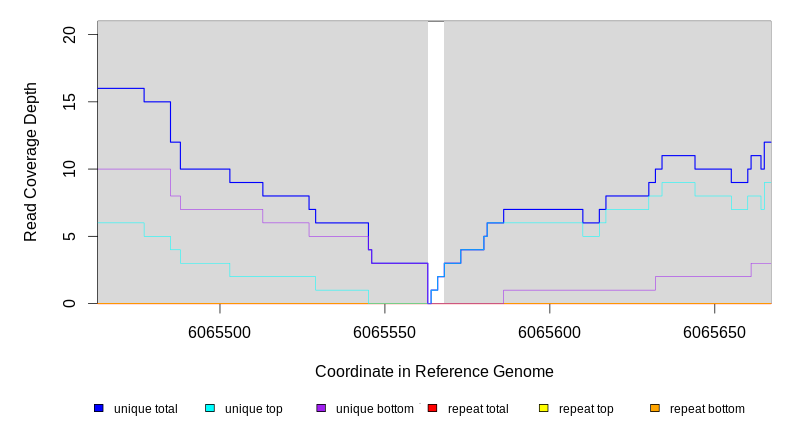 20
15
10
5
0
Read Coverage Depth
6065500 6065550 6065600 6065650
Coordinate in Reference Genome
unique total unique top unique bottom repeat total repeat top repeat bottom